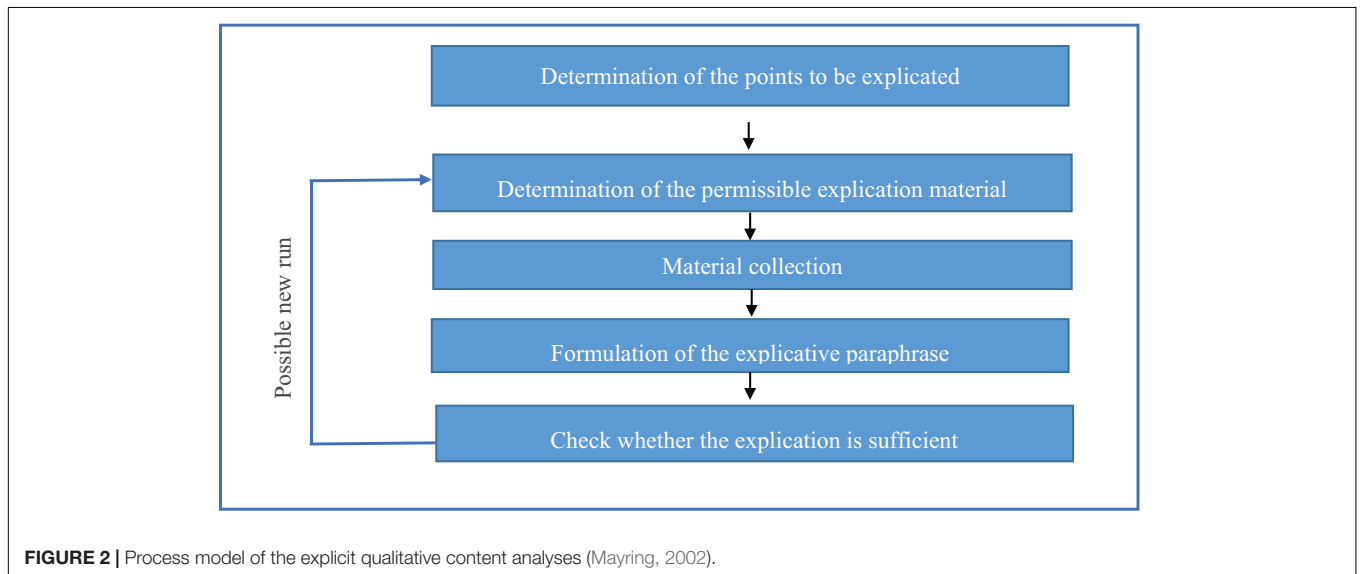 Determination of the points to be explicated
Determination of the permissible explication material
Material collection
Formulation of the explicative paraphrase
Check whether the explication is sufficient
Possible new run
FIGURE 2 | Process model of the explicit qualitative content analyses (Mayring, 2002).